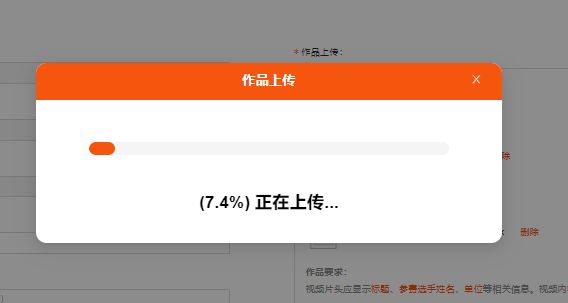 * 作品上传:
作品上传 X
除
(7.4%) 正在上传...
删除
作品要求:
视频片头应显示标题、参赛选手姓名、单位等相关信息。视频内